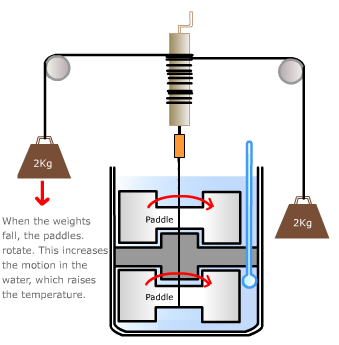 2Kg
2Kg
When the weights
fall, the paddles.
rotate. This increases
the motion in the
water, which raises
the temperature.
Paddle
Paddle